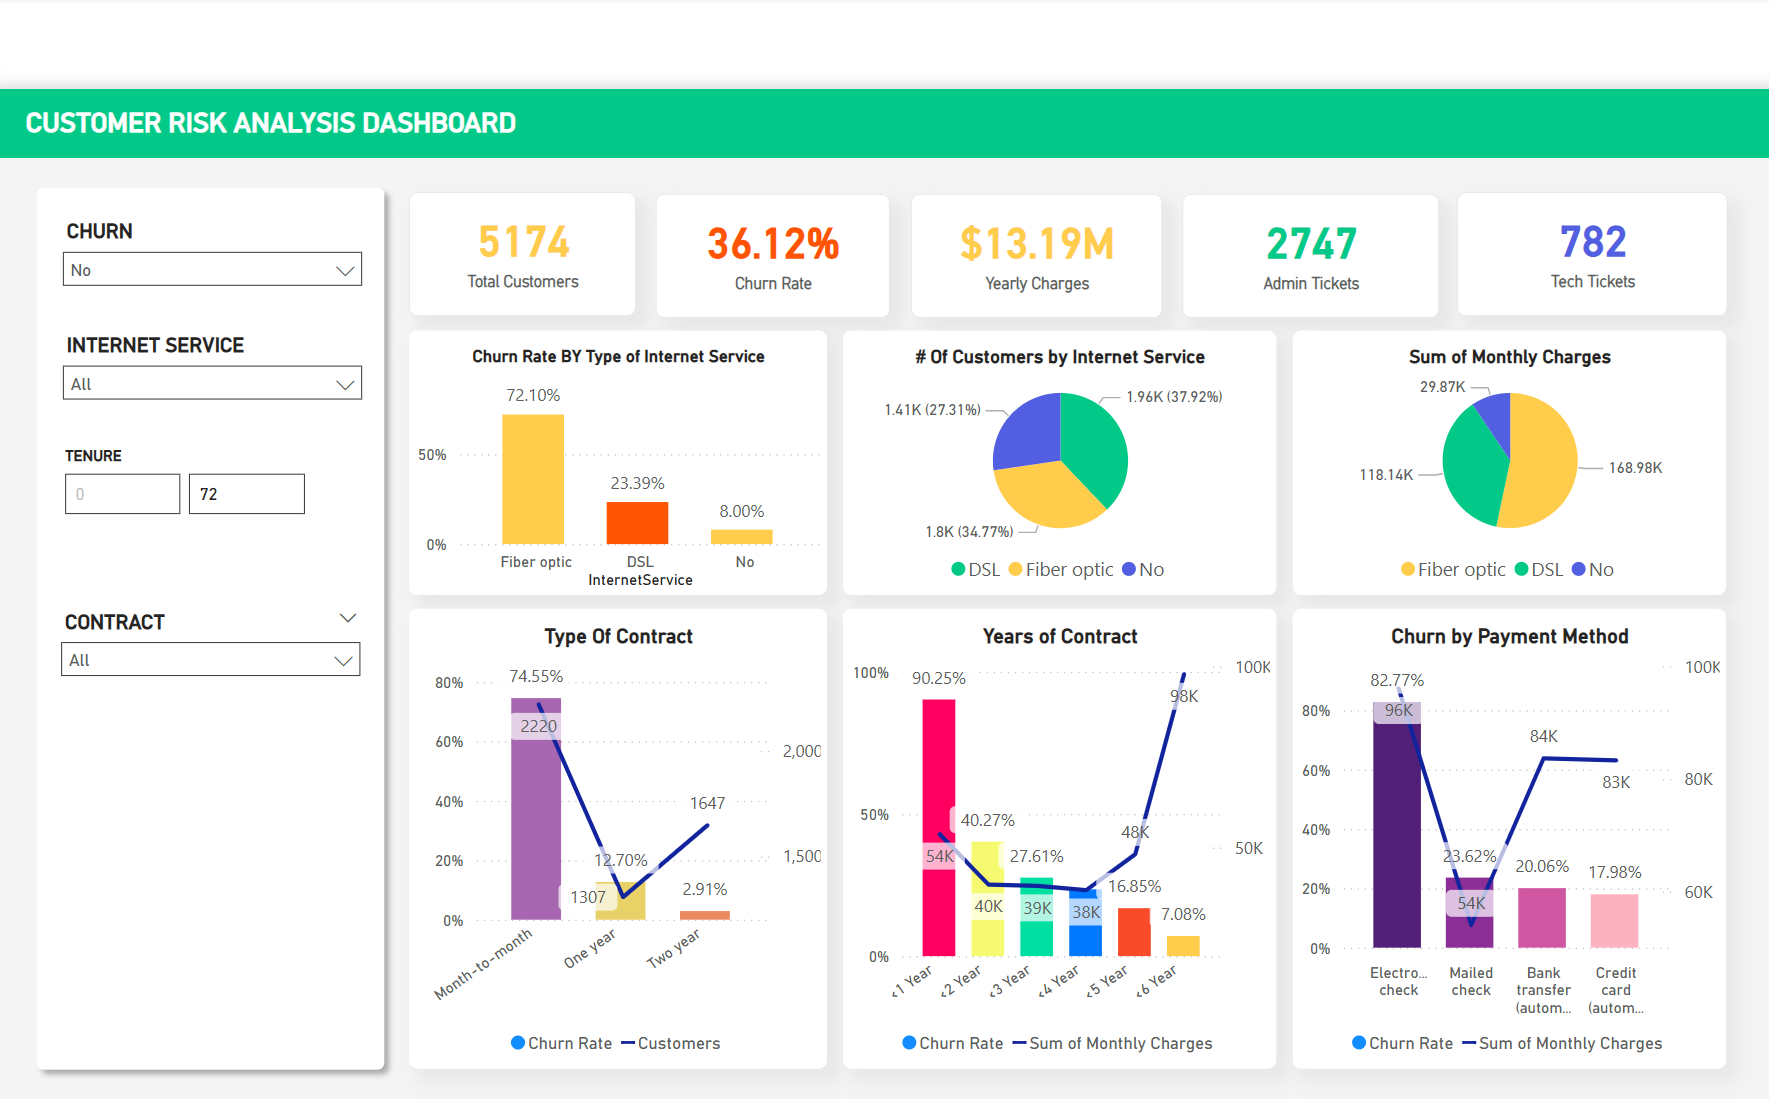 CUSTOMER RISK ANALYSIS DASHBOARD
CHURN
No
INTERNET SERVICE
All
TENURE
0
72
CONTRACT
All
5174
Total Customers
36.12%
Churn Rate
$13.19M
Yearly Charges
2747
Admin Tickets
782
Tech Tickets
Churn Rate BY Type of Internet Service
72.10%
50%
23.39%
8.00%
0%
Fiber optic
DSL
No
InternetService
# Of Customers by Internet Service
1.96K (37.92%)
1.41K (27.31%)
1.8K (34.77%)
DSL Fiber optic No
Sum of Monthly Charges
29.87K
118.14K
168.98K
Fiber optic DSL No
Type Of Contract
74.55%
80%
2220
60%
2,000
40%
1647
1,500
20%
12.70%
2.91%
1307
0%
Month-to-month
One year
Two year
Churn Rate Customers
Years of Contract
100%
90.25%
100K
98K
50%
40.27%
48K
54K
27.61%
50K
16.85%
40K
39K
38K
7.08%
0%
<1 Year
<2 Year
<3 Year
<4 Year
<5 Year
<6 Year
Churn Rate Sum of Monthly Charges
Churn by Payment Method
100K
82.77%
80%
96K
84K
60%
83K
80K
40%
23.62%
20.06%
17.98%
20%
54K
60K
0%
Electro...
check
Mailed
check
Bank
transfer
(autom...
Credit
card
(autom...
Churn Rate Sum of Monthly Charges